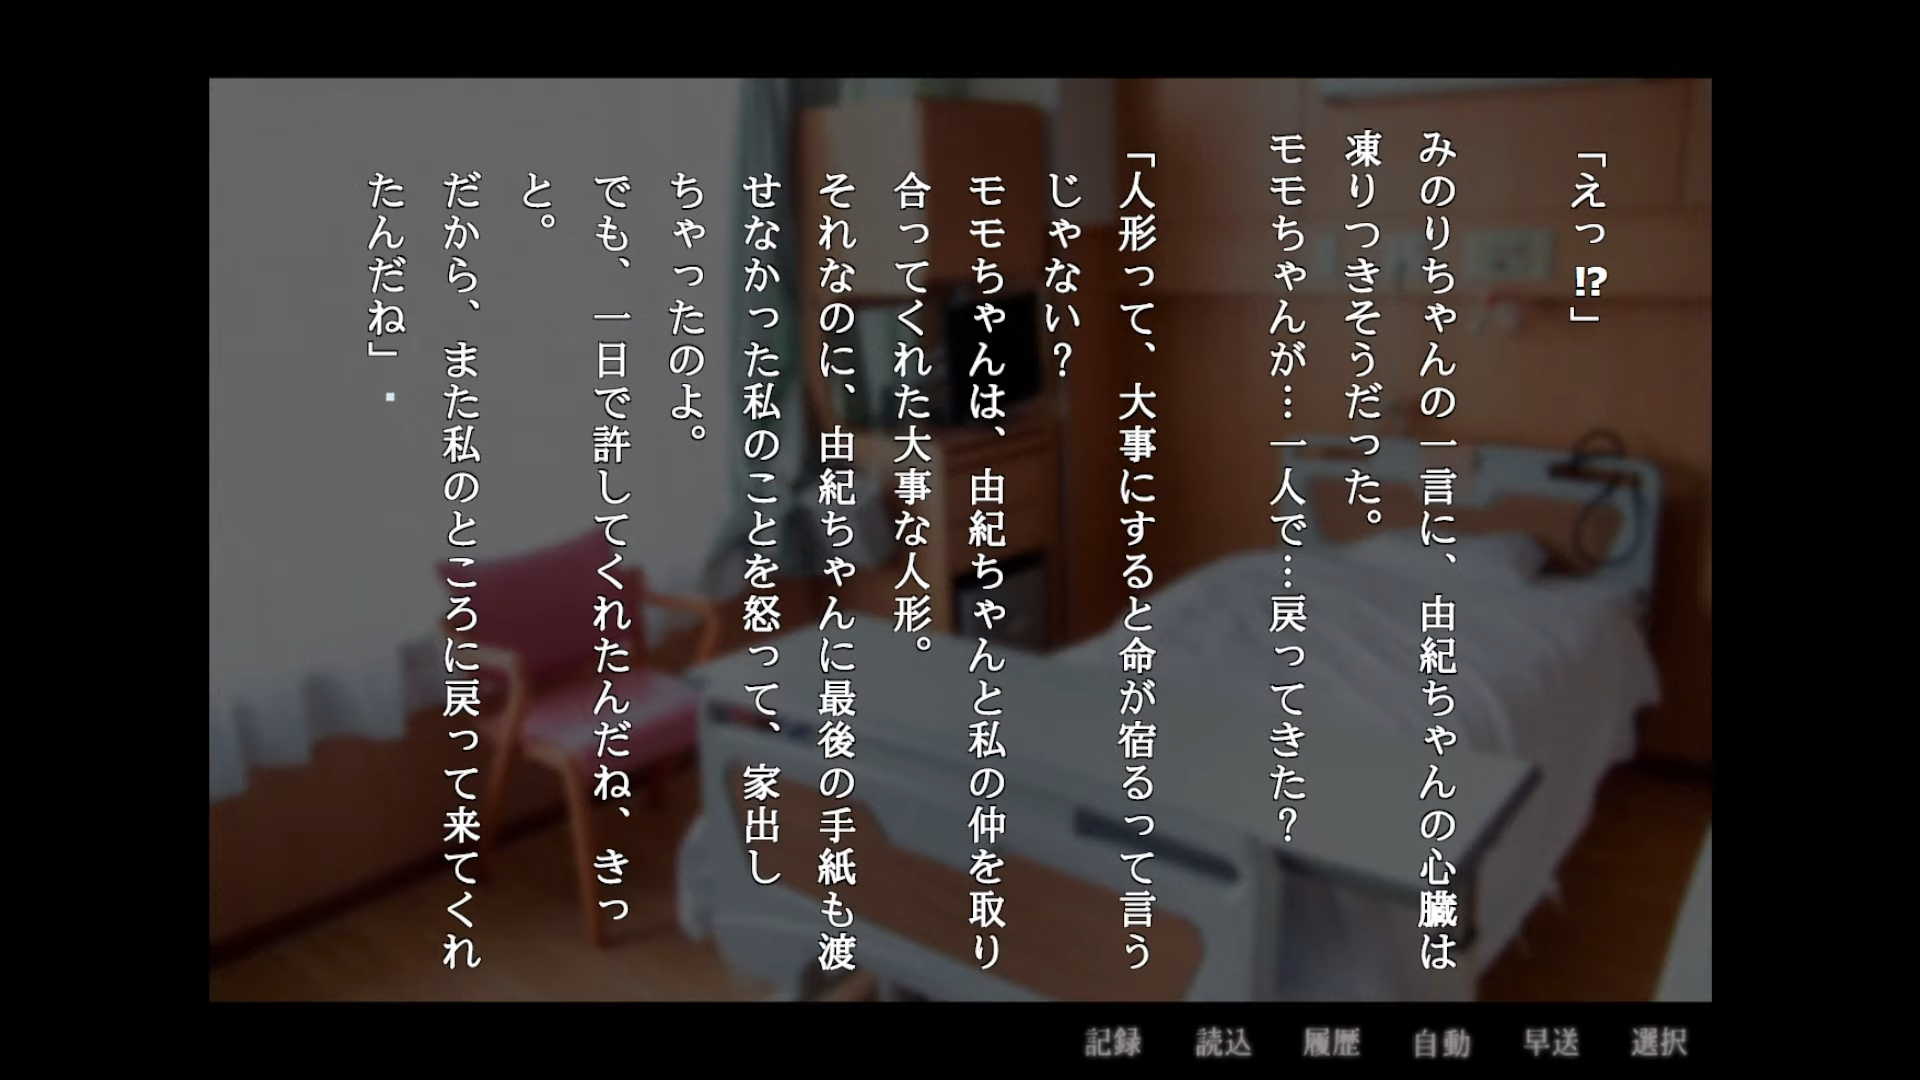 「えっ⁉」
みのりちゃんの一言に、由紀ちゃんの心臓は
凍りつきそうだった。
モモちゃんが…一人で…戻ってきた？
「人形って、大事にすると命が宿るって言う
じゃない？
モモちゃんは、由紀ちゃんと私の仲を取り
合ってくれた大事な人形。
それなのに、由紀ちゃんに最後の手紙も渡
せなかった私のことを怒って、家出し
ちゃったのよ。
でも、一日で許してくれたんだね、きっ
と。
だから、また私のところに戻って来てくれ
たんだね」
記録 読込 履歴 自動 早送 選択